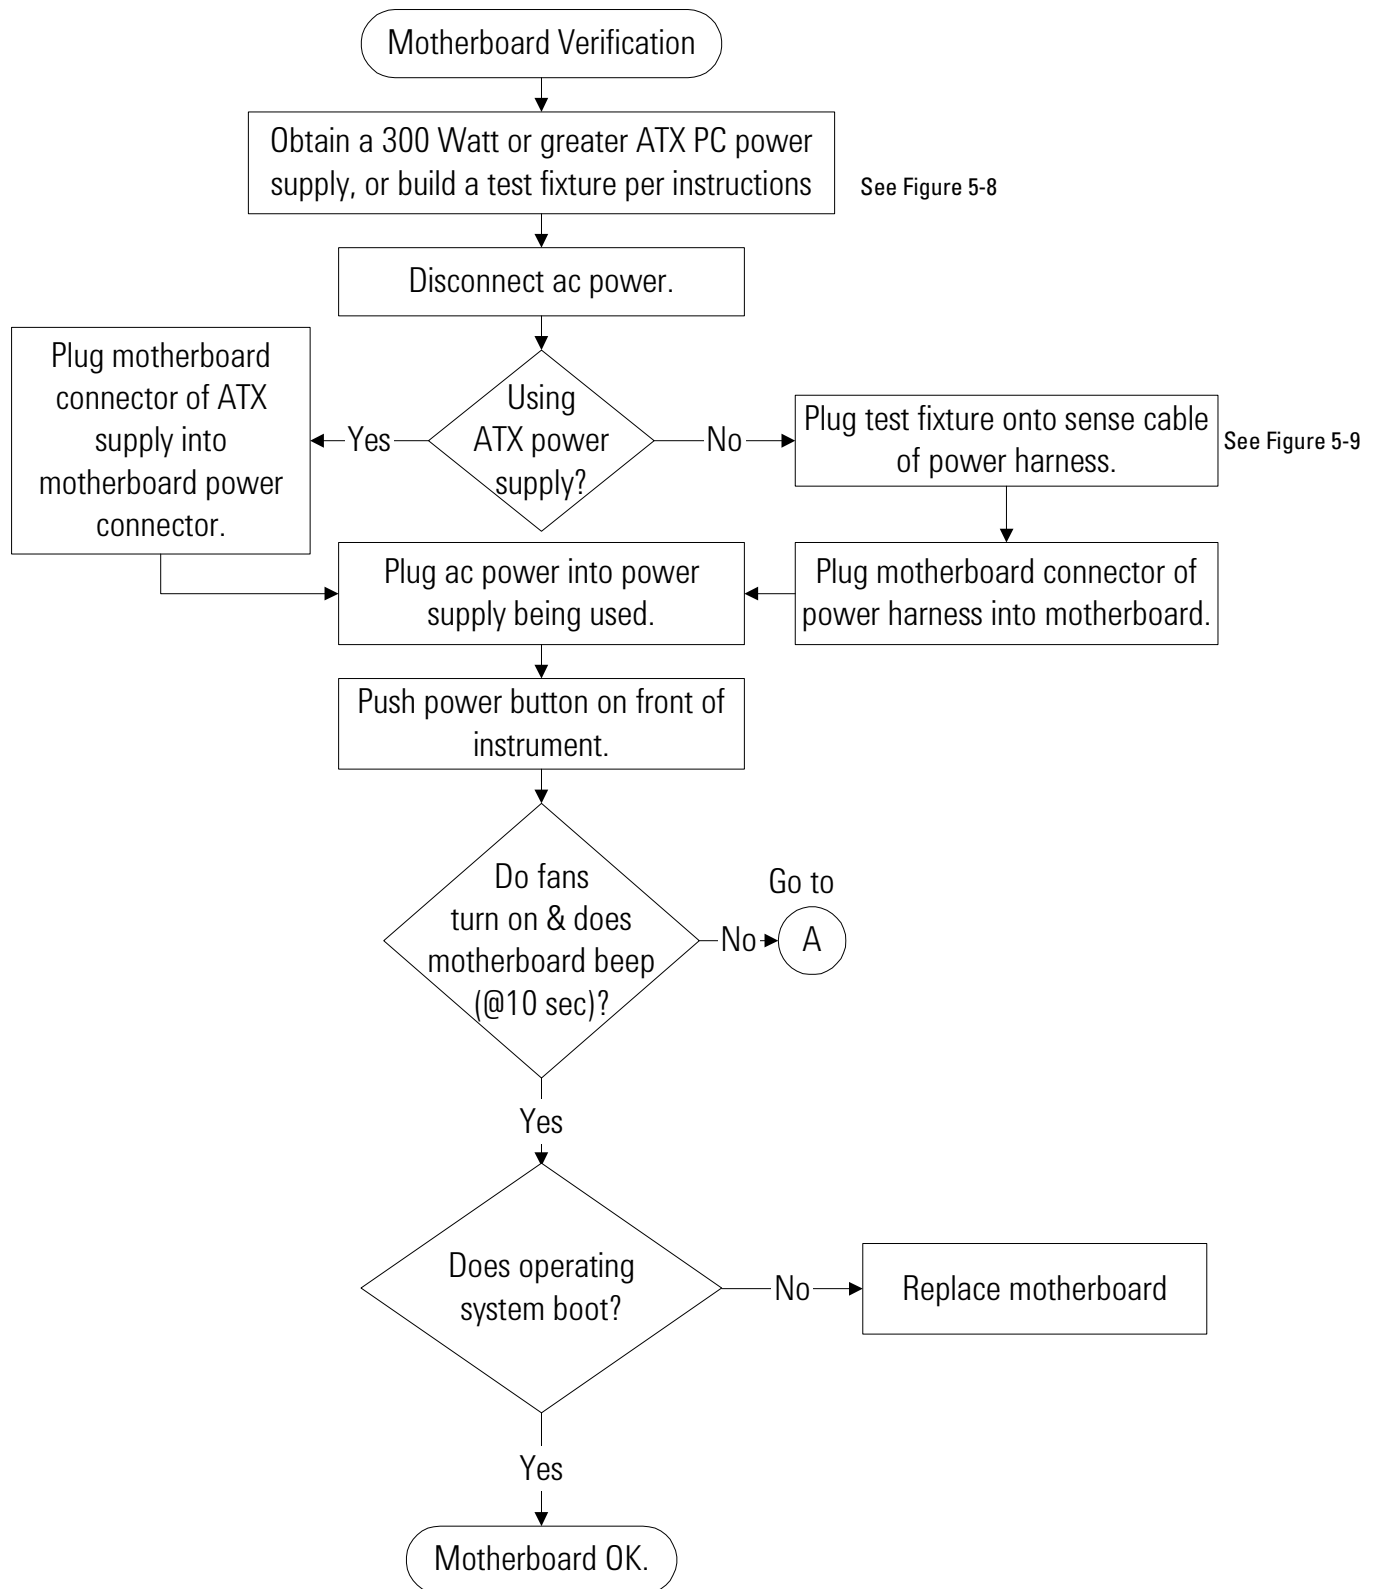 Motherboard Verification
Obtain a 300 Watt or greater ATX PC power
supply, or build a test fixture per instructions
See Figure 5-8
Disconnect ac power.
Plug motherboard
connector of ATX
supply into
motherboard power
connector.
Yes
Using
ATX power
supply?
No
Plug test fixture onto sense cable
of power harness.
See Figure 5-9
Plug ac power into power
supply being used.
Plug motherboard connector of
power harness into motherboard.
Push power button on front of
instrument.
Do fans
turn on & does
motherboard beep
(@10 sec)?
No
Go to
A
Yes
Does operating
system boot?
No
Replace motherboard
Yes
Motherboard OK.